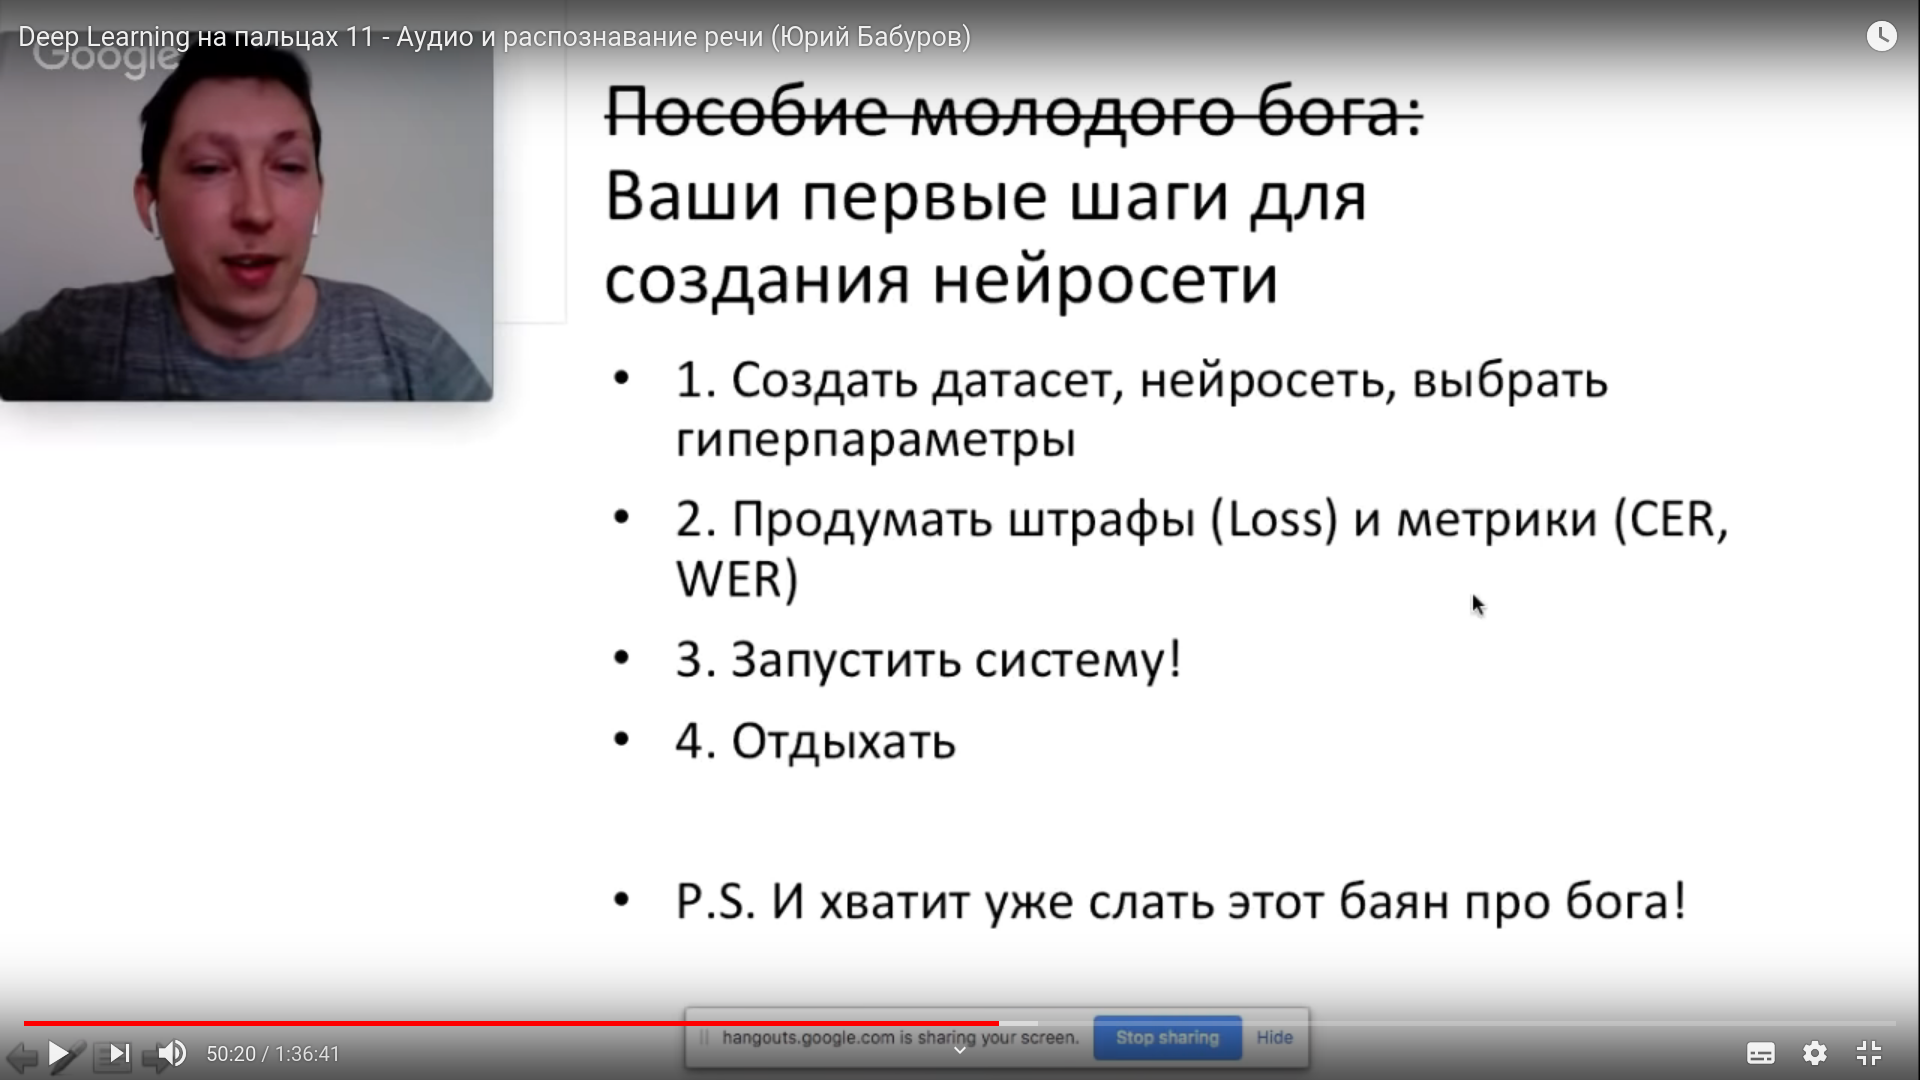 Deep Learning на пальцах 11 - Аудио и распознавание речи (Юрий Бабуров)
Google
Пособие молодого бога:
Ваши первые шаги для
создания нейросети
• 1. Создать датасет, нейросеть, выбрать
гиперпараметры
• 2. Продумать штрафы (Loss) и метрики (CER,
WER)
• 3. Запустить систему!
• 4. Отдыхать
• P.S. И хватит уже слать этот баян про бога!
hangouts.google.com is sharing your screen. Stop sharing Hide
50:20 / 1:36:41